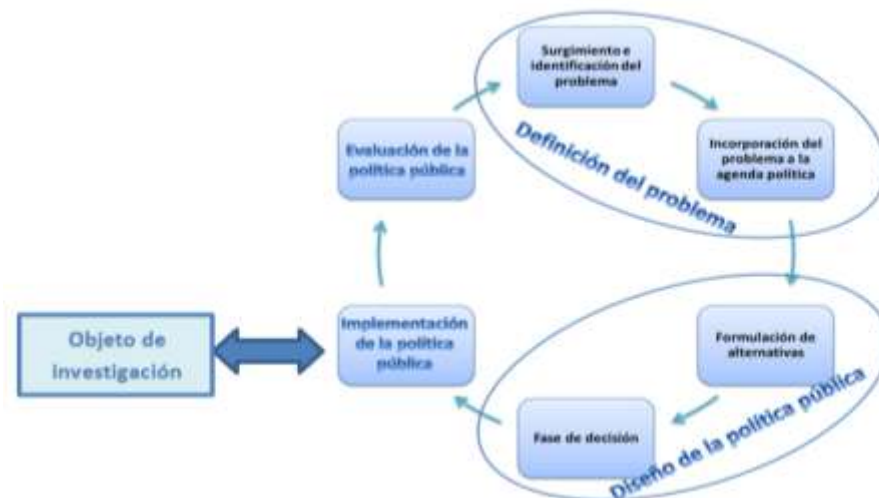 Surgimiento e
identificación del
problema
Incorporación del
problema a la
agenda política
Definición del problema
Evaluación de la
política pública
Implementación
de la política
pública
Objeto de
investigación
Formulación de
alternativas
Fase de decisión
Diseño de la política pública